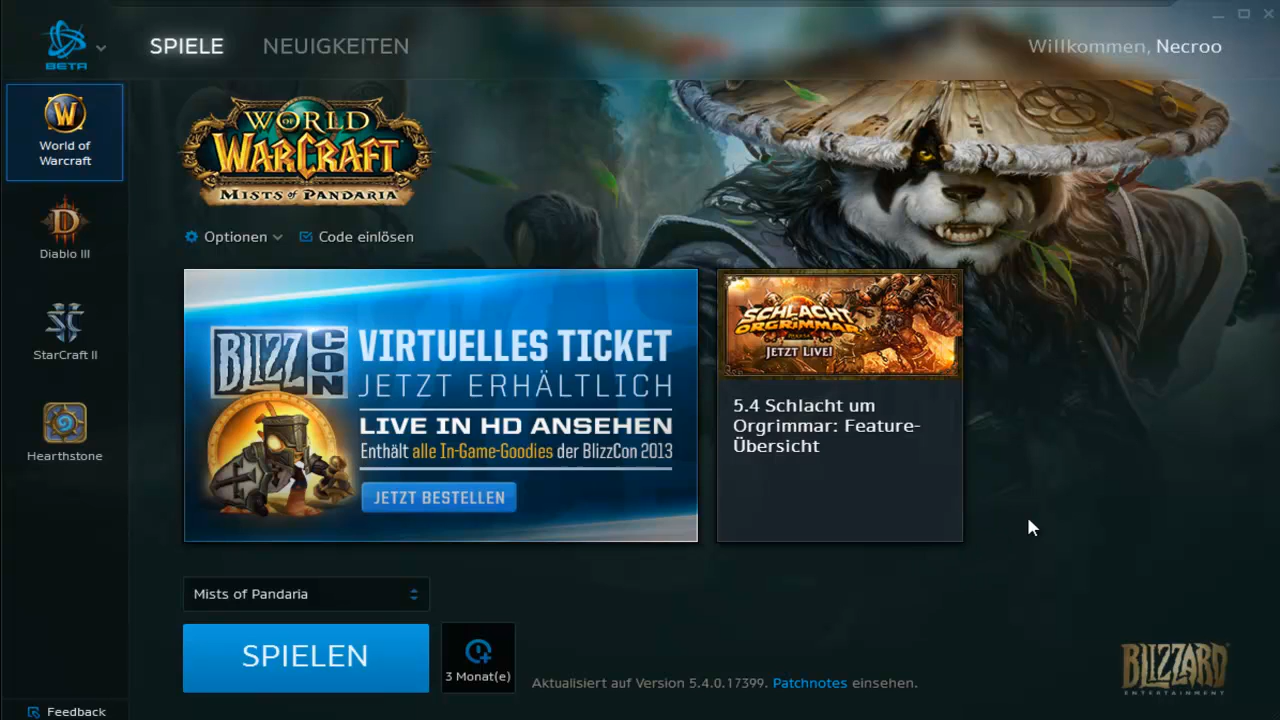 BETA
SPIELE
NEUIGKEITEN
Willkommen, Necroo
World of
Warcraft
Diablo III
StarCraft II
Hearthstone
WORLD
OF
WARCRAFT
MISTS of PANDARIA
Optionen
Code einlösen
BLIZZCON
VIRTUELLES TICKET
JETZT ERHÄLTLICH
LIVE IN HD ANSEHEN
Enthält alle In-Game-Goodies der BlizzCon 2013
JETZT BESTELLEN
SCHLACHT
UM
ORGRIMMAR
JETZT LIVE!
5.4 Schlacht um
Orgrimmar: Feature-
Übersicht
Mists of Pandaria
SPIELEN
3 Monat(e)
Aktualisiert auf Version 5.4.0.17399. Patchnotes einsehen.
BLIZZARD
ENTERTAINMENT
Feedback